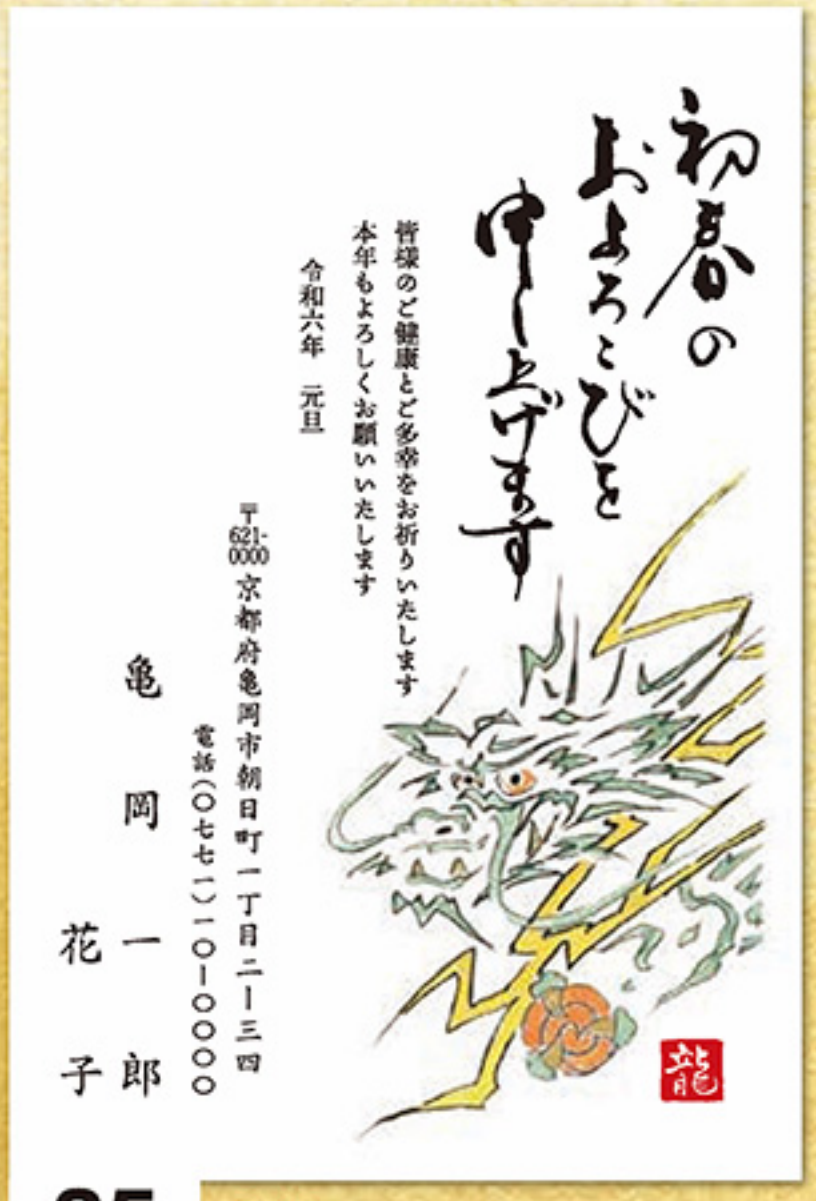 初春の
およろこびを
申し上げます
皆様のご健康とご多幸をお祈りいたします
本年もよろしくお願いいたします
令和六年 元旦
〒621-0000 京都府亀岡市朝日町一丁目二ー三四
電話(〇七七一)一〇ー〇〇〇〇
亀岡一郎
花子
龍